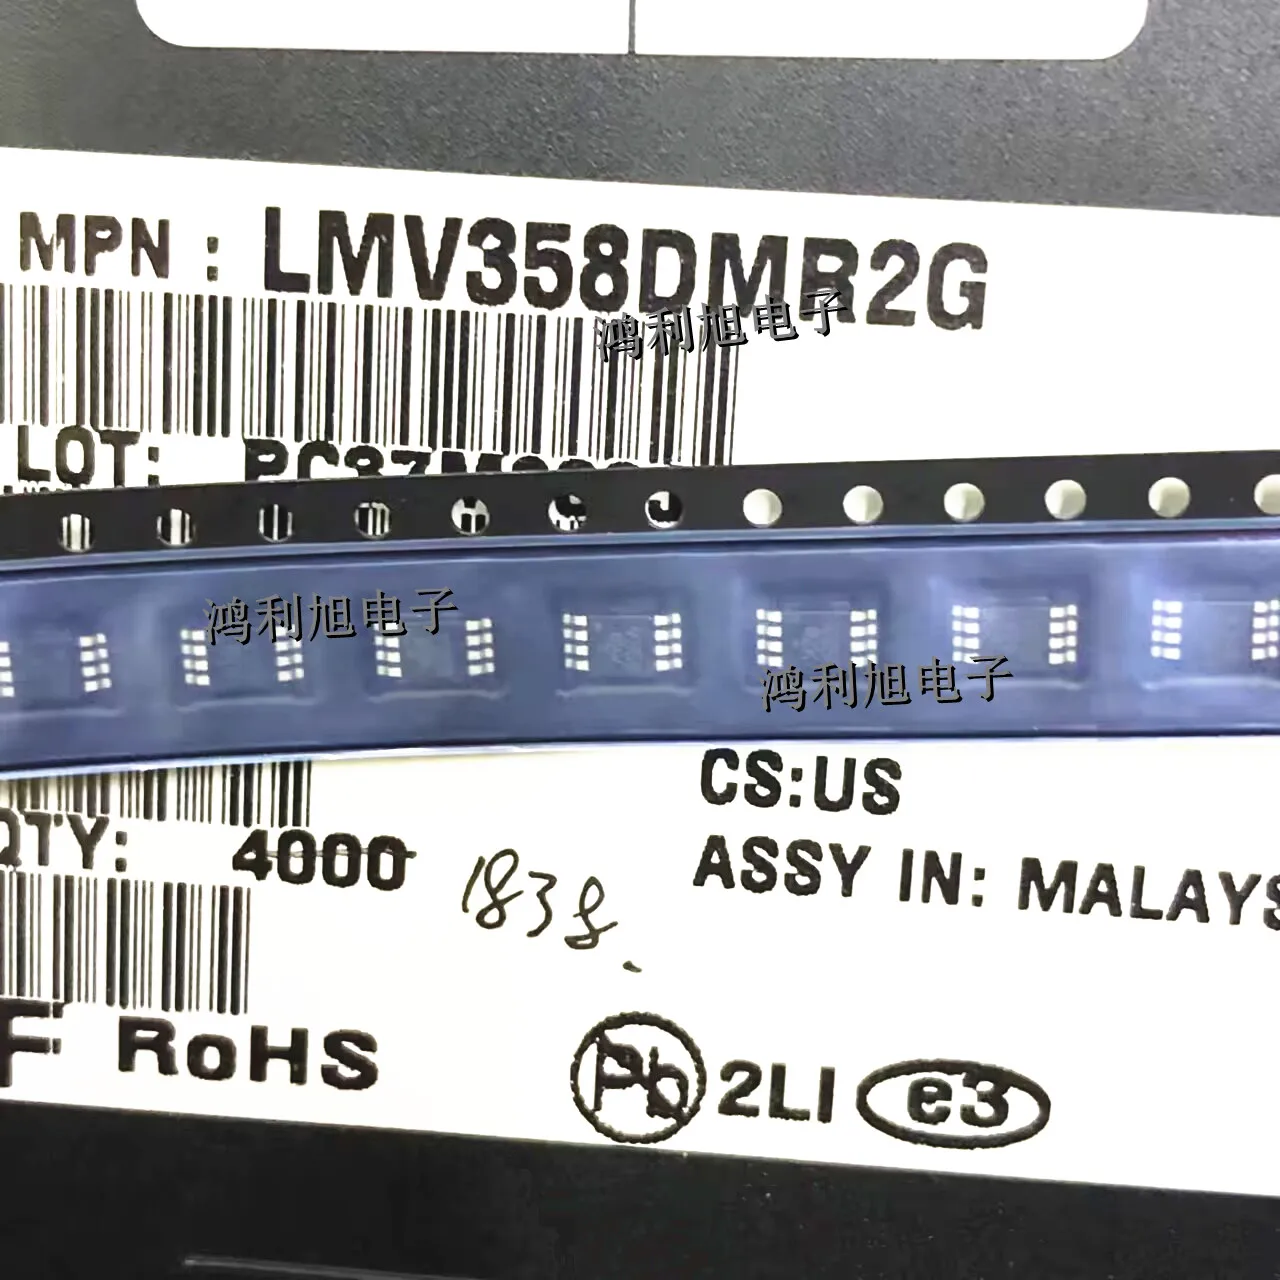 MPN : LMV358DMR2G
鸿利旭电子
LOT:
鸿利旭电子
鸿利旭电子
CS:US
QTY: 4000
1838
ASSY IN: MALAYS
RoHS
Pb 2LI e3